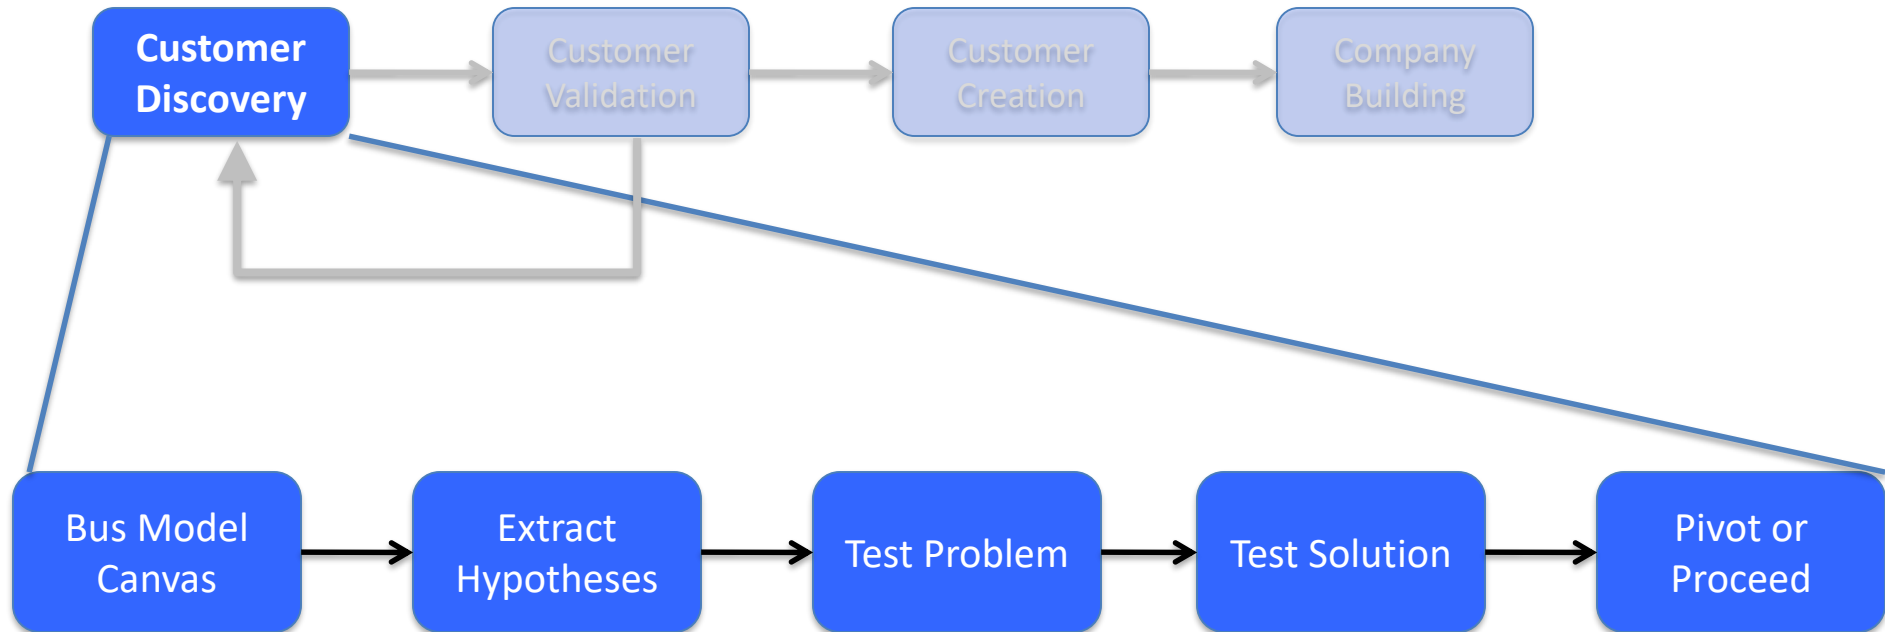 Customer
Discovery
Customer
Validation
Customer
Creation
Company
Building
Bus Model
Canvas
Extract
Hypotheses
Test Problem
Test Solution
Pivot or
Proceed